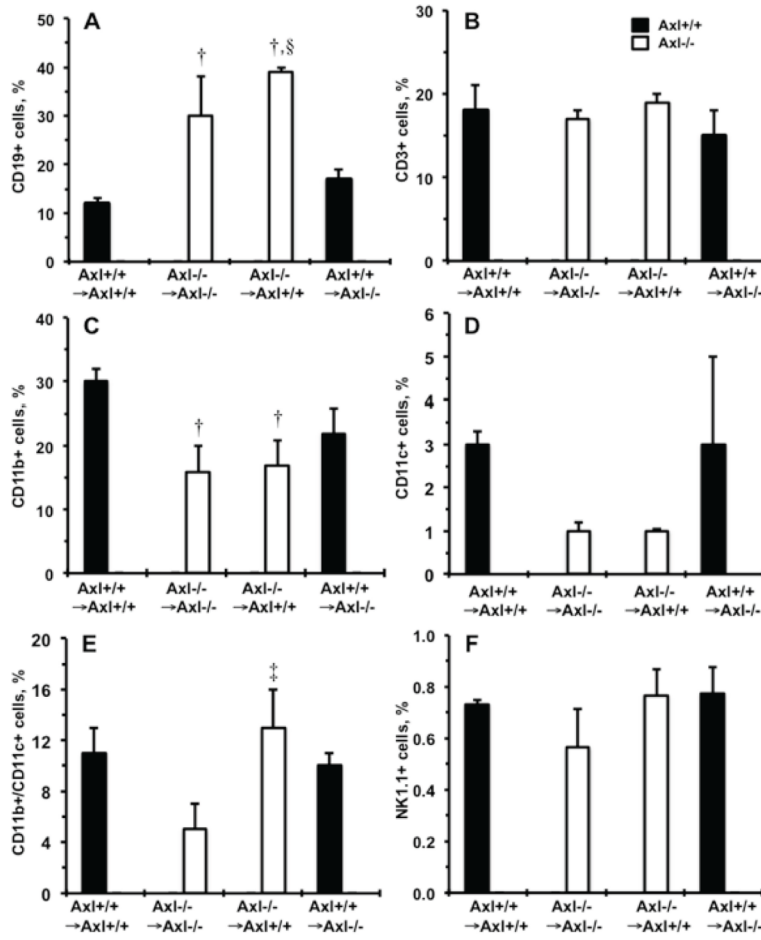 A
CD19+ cells, %
50
40
30
20
10
0
†
†,§
Axl+/+ Axl-/- Axl-/- Axl+/+
→Axl+/+ →Axl-/- →Axl+/+ →Axl-/-
B
Axl+/+
Axl-/-
CD3+ cells, %
30
20
10
0
Axl+/+ Axl-/- Axl-/- Axl+/+
→Axl+/+ →Axl-/- →Axl+/+ →Axl-/-
C
CD11b+ cells, %
40
30
20
10
0
†
†
Axl+/+ Axl-/- Axl-/- Axl+/+
→Axl+/+ →Axl-/- →Axl+/+ →Axl-/-
D
CD11c+ cells, %
6
5
4
3
2
1
0
Axl+/+ Axl-/- Axl-/- Axl+/+
→Axl+/+ →Axl-/- →Axl+/+ →Axl-/-
E
CD11b+/CD11c+ cells, %
20
16
12
8
4
0
‡
Axl+/+ Axl-/- Axl-/- Axl+/+
→Axl+/+ →Axl-/- →Axl+/+ →Axl-/-
F
NK1.1+ cells, %
1.0
0.8
0.6
0.4
0.2
0.0
Axl+/+ Axl-/- Axl-/- Axl+/+
→Axl+/+ →Axl-/- →Axl+/+ →Axl-/-